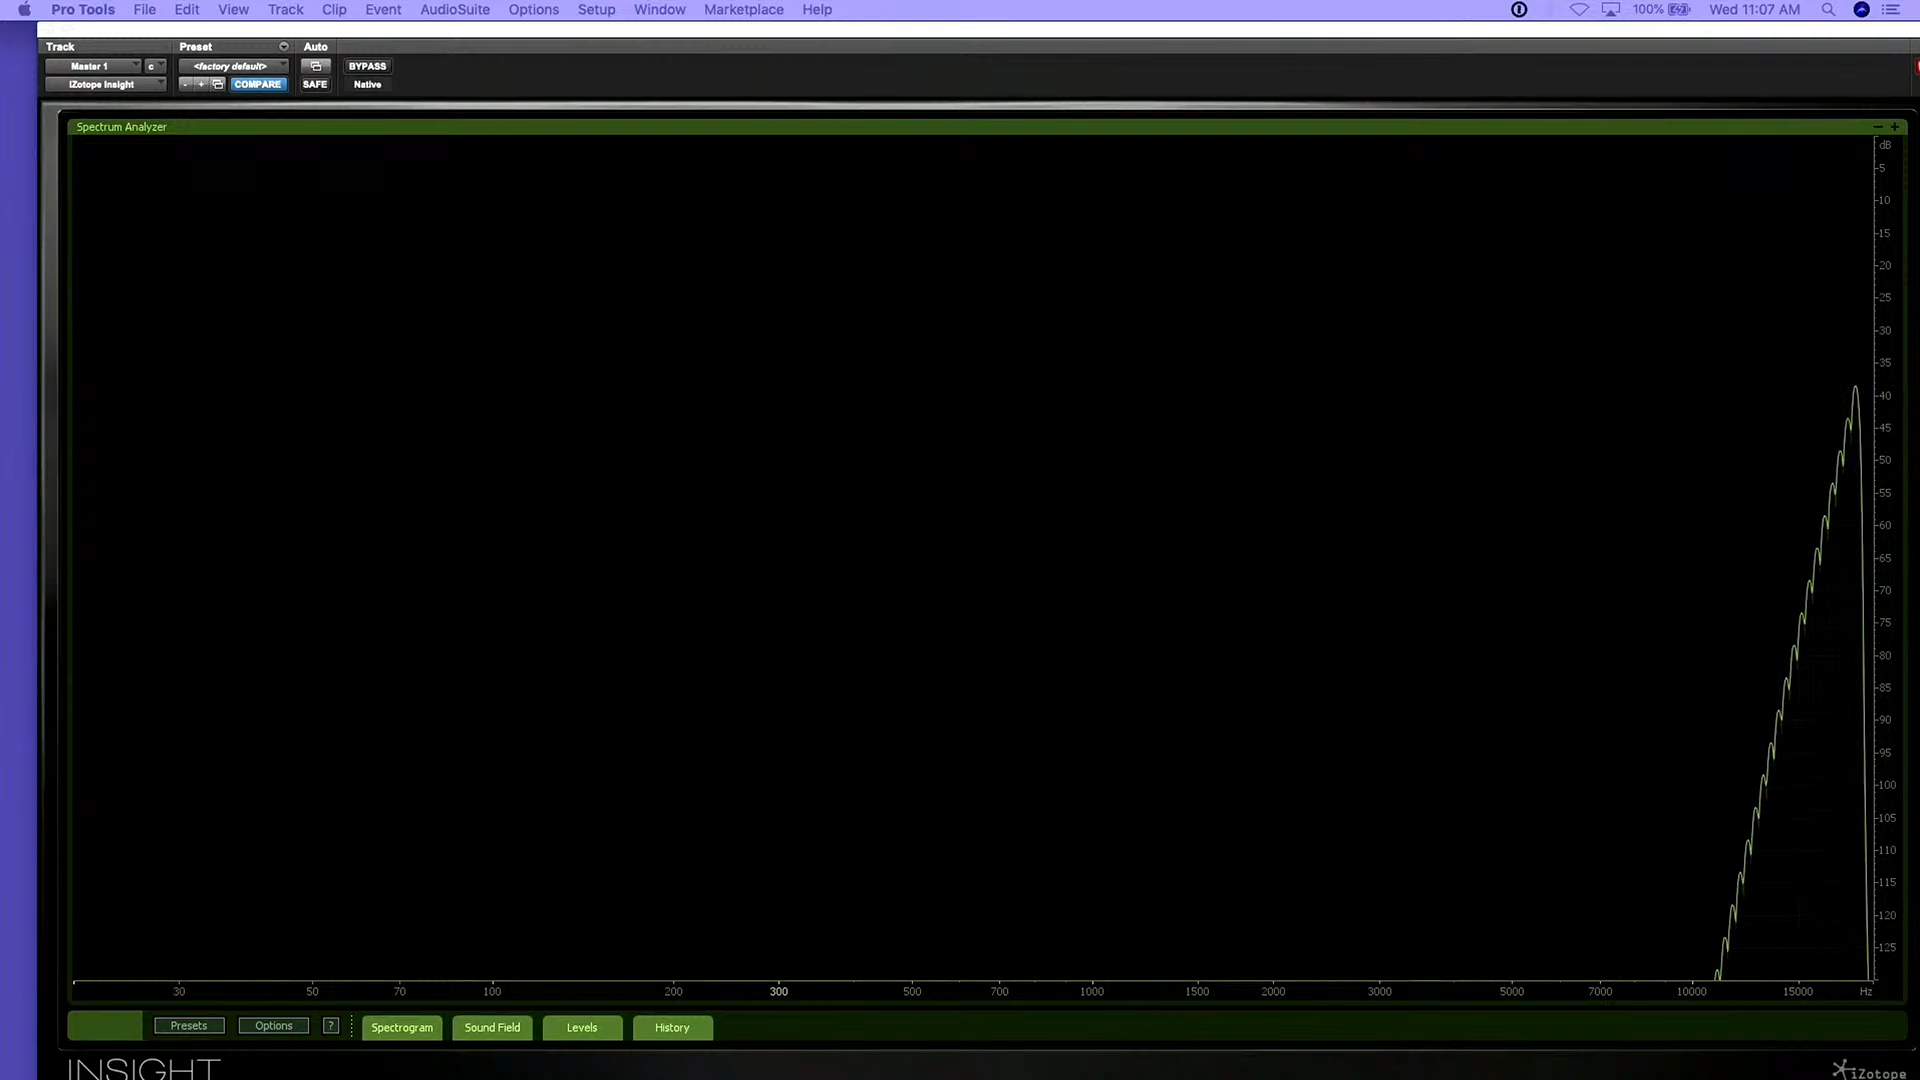 Pro Tools File Edit View Track Clip Event AudioSuite Options Setup Window Marketplace Help 100% Wed 11:07 AM
Track Preset Auto
Master 1 c <factory default> BYPASS
iZotope Insight - + COMPARE SAFE Native
Spectrum Analyzer - +
dB
-5
-10
-15
-20
-25
-30
-35
-40
-45
-50
-55
-60
-65
-70
-75
-80
-85
-90
-95
-100
-105
-110
-115
-120
-125
30 50 70 100 200 300 500 700 1000 1500 2000 3000 5000 7000 10000 15000 Hz
Presets Options ? Spectrogram Sound Field Levels History
INSIGHT iZotope